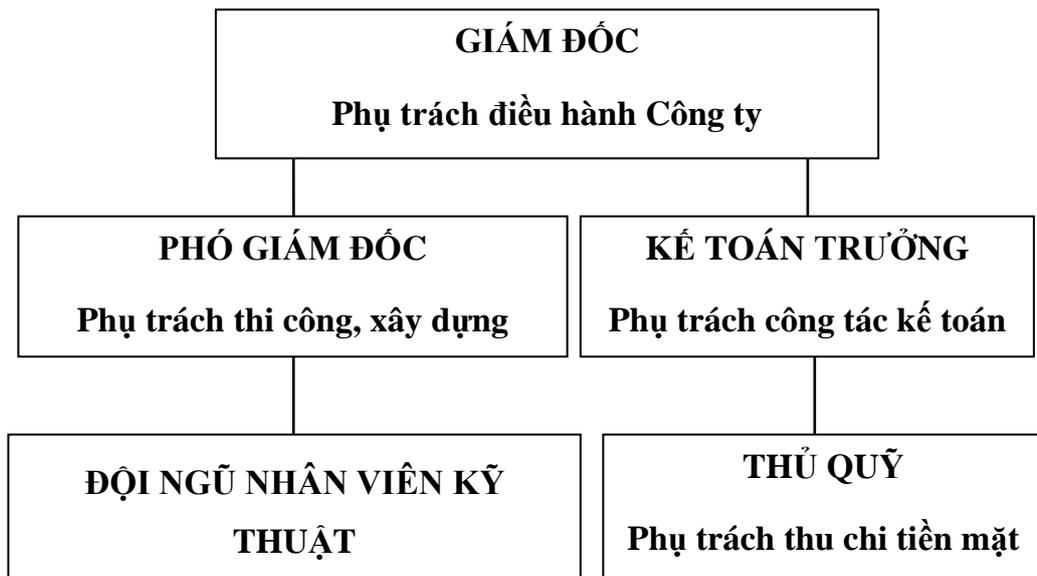 GIÁM ĐỐC
Phụ trách điều hành Công ty
PHÓ GIÁM ĐỐC
Phụ trách thi công, xây dựng
KẾ TOÁN TRƯỞNG
Phụ trách công tác kế toán
ĐỘI NGŨ NHÂN VIÊN KỸ
THUẬT
THỦ QUỸ
Phụ trách thu chi tiền mặt